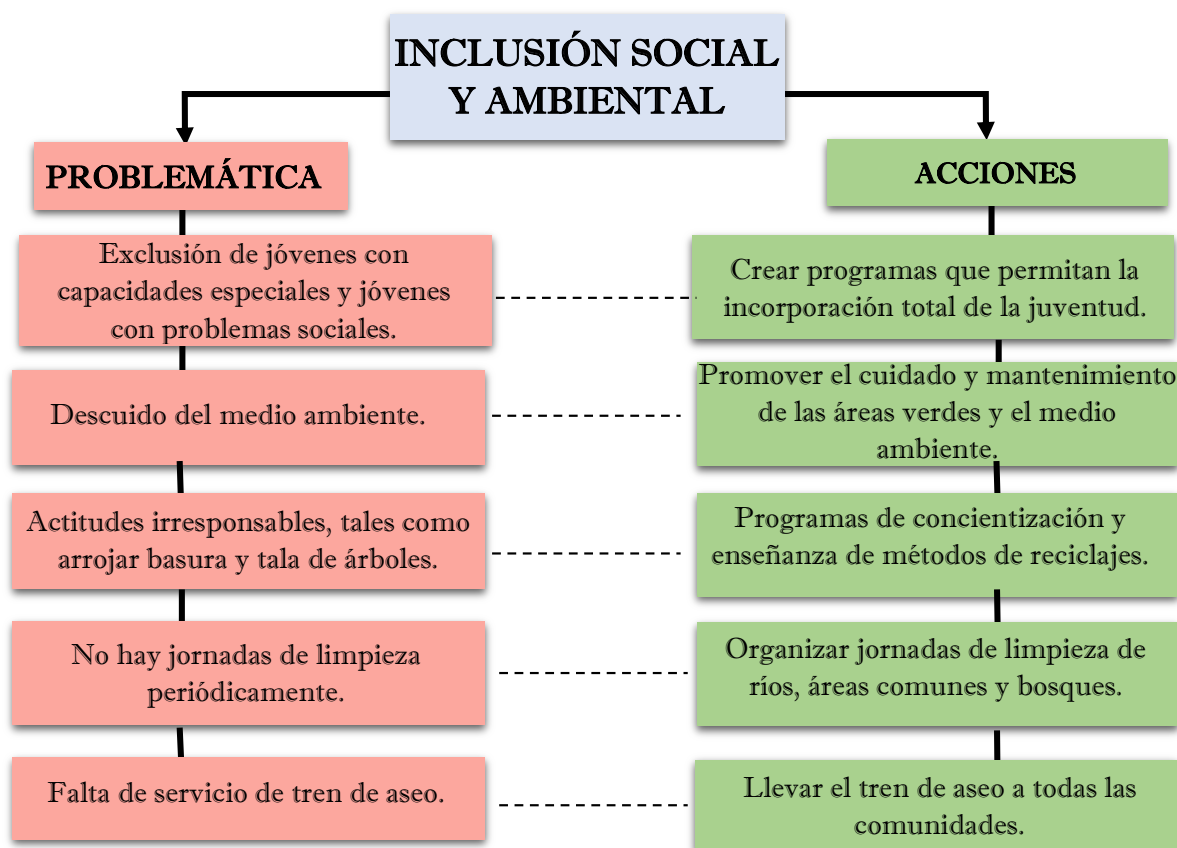 INCLUSIÓN SOCIAL
Y AMBIENTAL
PROBLEMÁTICA
Exclusión de jóvenes con
capacidades especiales y jóvenes
con problemas sociales.
Descuido del medio ambiente.
Actitudes irresponsables, tales como
arrojar basura y tala de árboles.
No hay jornadas de limpieza
periódicamente.
Falta de servicio de tren de aseo.
ACCIONES
Crear programas que permitan la
incorporación total de la juventud.
Promover el cuidado y mantenimiento
de las áreas verdes y el medio
ambiente.
Programas de concientización y
enseñanza de métodos de reciclajes.
Organizar jornadas de limpieza de
ríos, áreas comunes y bosques.
Llevar el tren de aseo a todas las
comunidades.